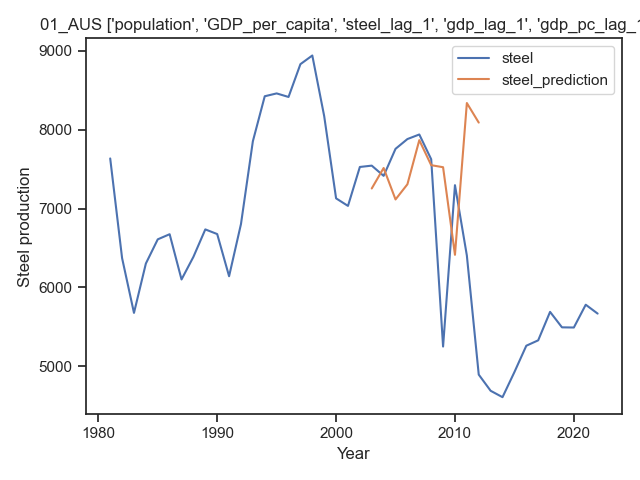 01_AUS ['population', 'GDP_per_capita', 'steel_lag_1', 'gdp_lag_1', 'gdp_pc_lag_1
steel
steel_prediction
9000
8000
7000
6000
5000
Steel production
1980
1990
2000
2010
2020
Year